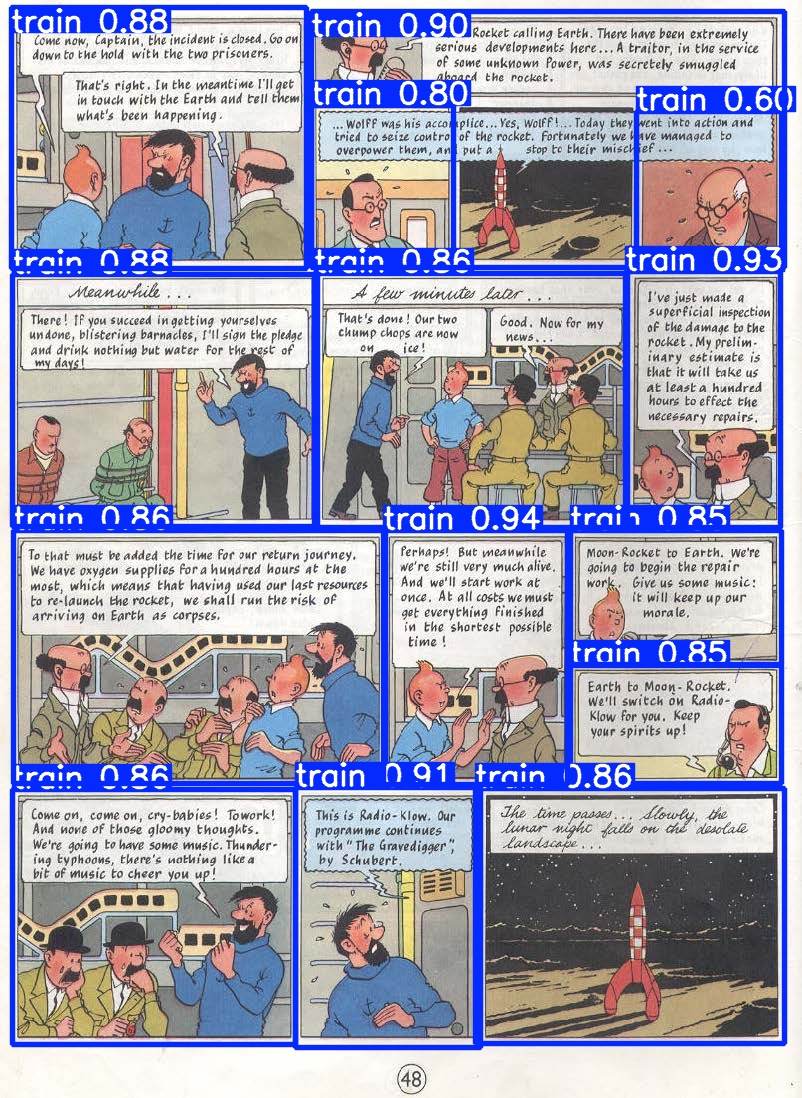 train 0.88
Come now, Captain, the incident is closed. Go on
down to the hold with the two prisoners.
That's right. In the meantime I'll get
in touch with the Earth and tell them
what's been happening.
train 0.90
Rocket calling Earth. There have been extremely
serious developments here... A traitor, in the service
of some unknown Power, was secretely smuggled
aboard the rocket.
train 0.80
train 0.60
...Wolff was his accomplice...Yes, Wolff!...Today they went into action and
tried to seize control of the rocket. Fortunately we have managed to
overpower them, and put a stop to their mischief...
train 0.88
Meanwhile...
There! If you succeed in getting yourselves
undone, blistering barnacles, I'll sign the pledge
and drink nothing but water for the rest of
my days!
train 0.86
A few minutes later...
That's done! Our two
chump chops are now
on ice!
Good. Now for my
news...
train 0.93
I've just made a
superficial inspection
of the damage to the
rocket. My prelim-
inary estimate is
that it will take us
at least a hundred
hours to effect the
necessary repairs.
train 0.86
To that must be added the time for our return journey.
We have oxygen supplies for a hundred hours at the
most, which means that having used our last resources
to re-launch the rocket, we shall run the risk of
arriving on Earth as corpses.
train 0.94
Perhaps! But meanwhile
we're still very much alive.
And we'll start work at
once. At all costs we must
get everything finished
in the shortest possible
time!
train 0.85
Moon-Rocket to Earth. We're
going to begin the repair
work. Give us some music:
it will keep up our
morale.
train 0.85
Earth to Moon-Rocket.
We'll switch on Radio-
Klow for you. Keep
your spirits up!
train 0.86
Come on, come on, cry-babies! To work!
And none of those gloomy thoughts.
We're going to have some music. Thunder-
ing typhoons, there's nothing like a
bit of music to cheer you up!
train 0.91
This is Radio-Klow. Our
programme continues
with "The Gravedigger",
by Schubert.
train 0.86
The time passes... Slowly, the
lunar night falls on the desolate
landscape...
48